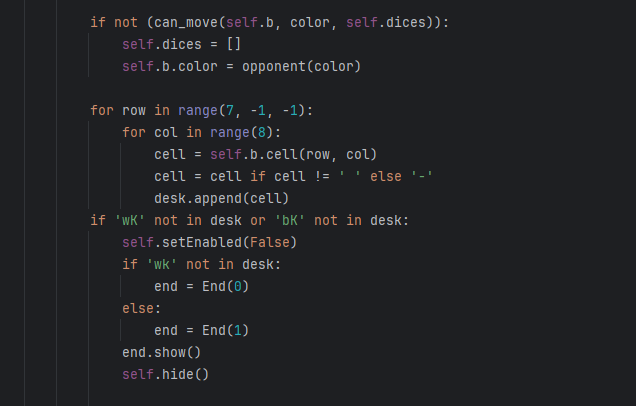 if not (can_move(self.b, color, self.dices)):
self.dices = []
self.b.color = opponent(color)
for row in range(7, -1, -1):
for col in range(8):
cell = self.b.cell(row, col)
cell = cell if cell != ' ' else '-'
desk.append(cell)
if 'wK' not in desk or 'bK' not in desk:
self.setEnabled(False)
if 'wk' not in desk:
end = End(0)
else:
end = End(1)
end.show()
self.hide()